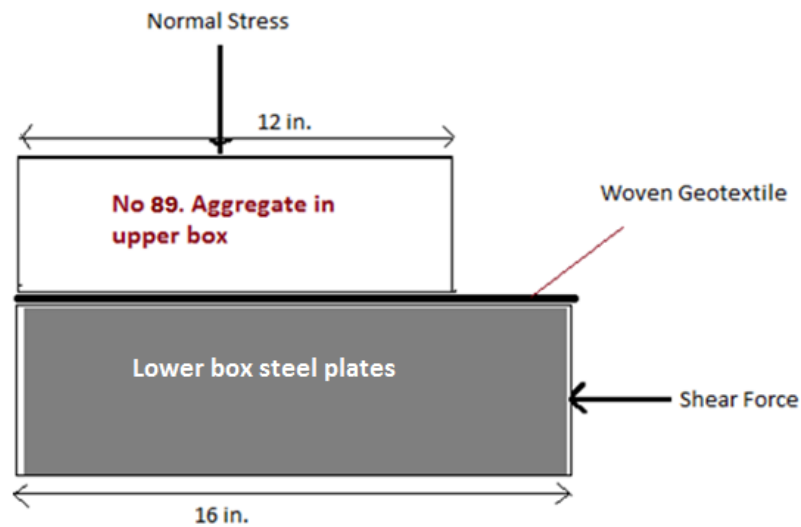 Normal Stress
12 in.
No 89. Aggregate in
upper box
Woven Geotextile
Lower box steel plates
Shear Force
16 in.